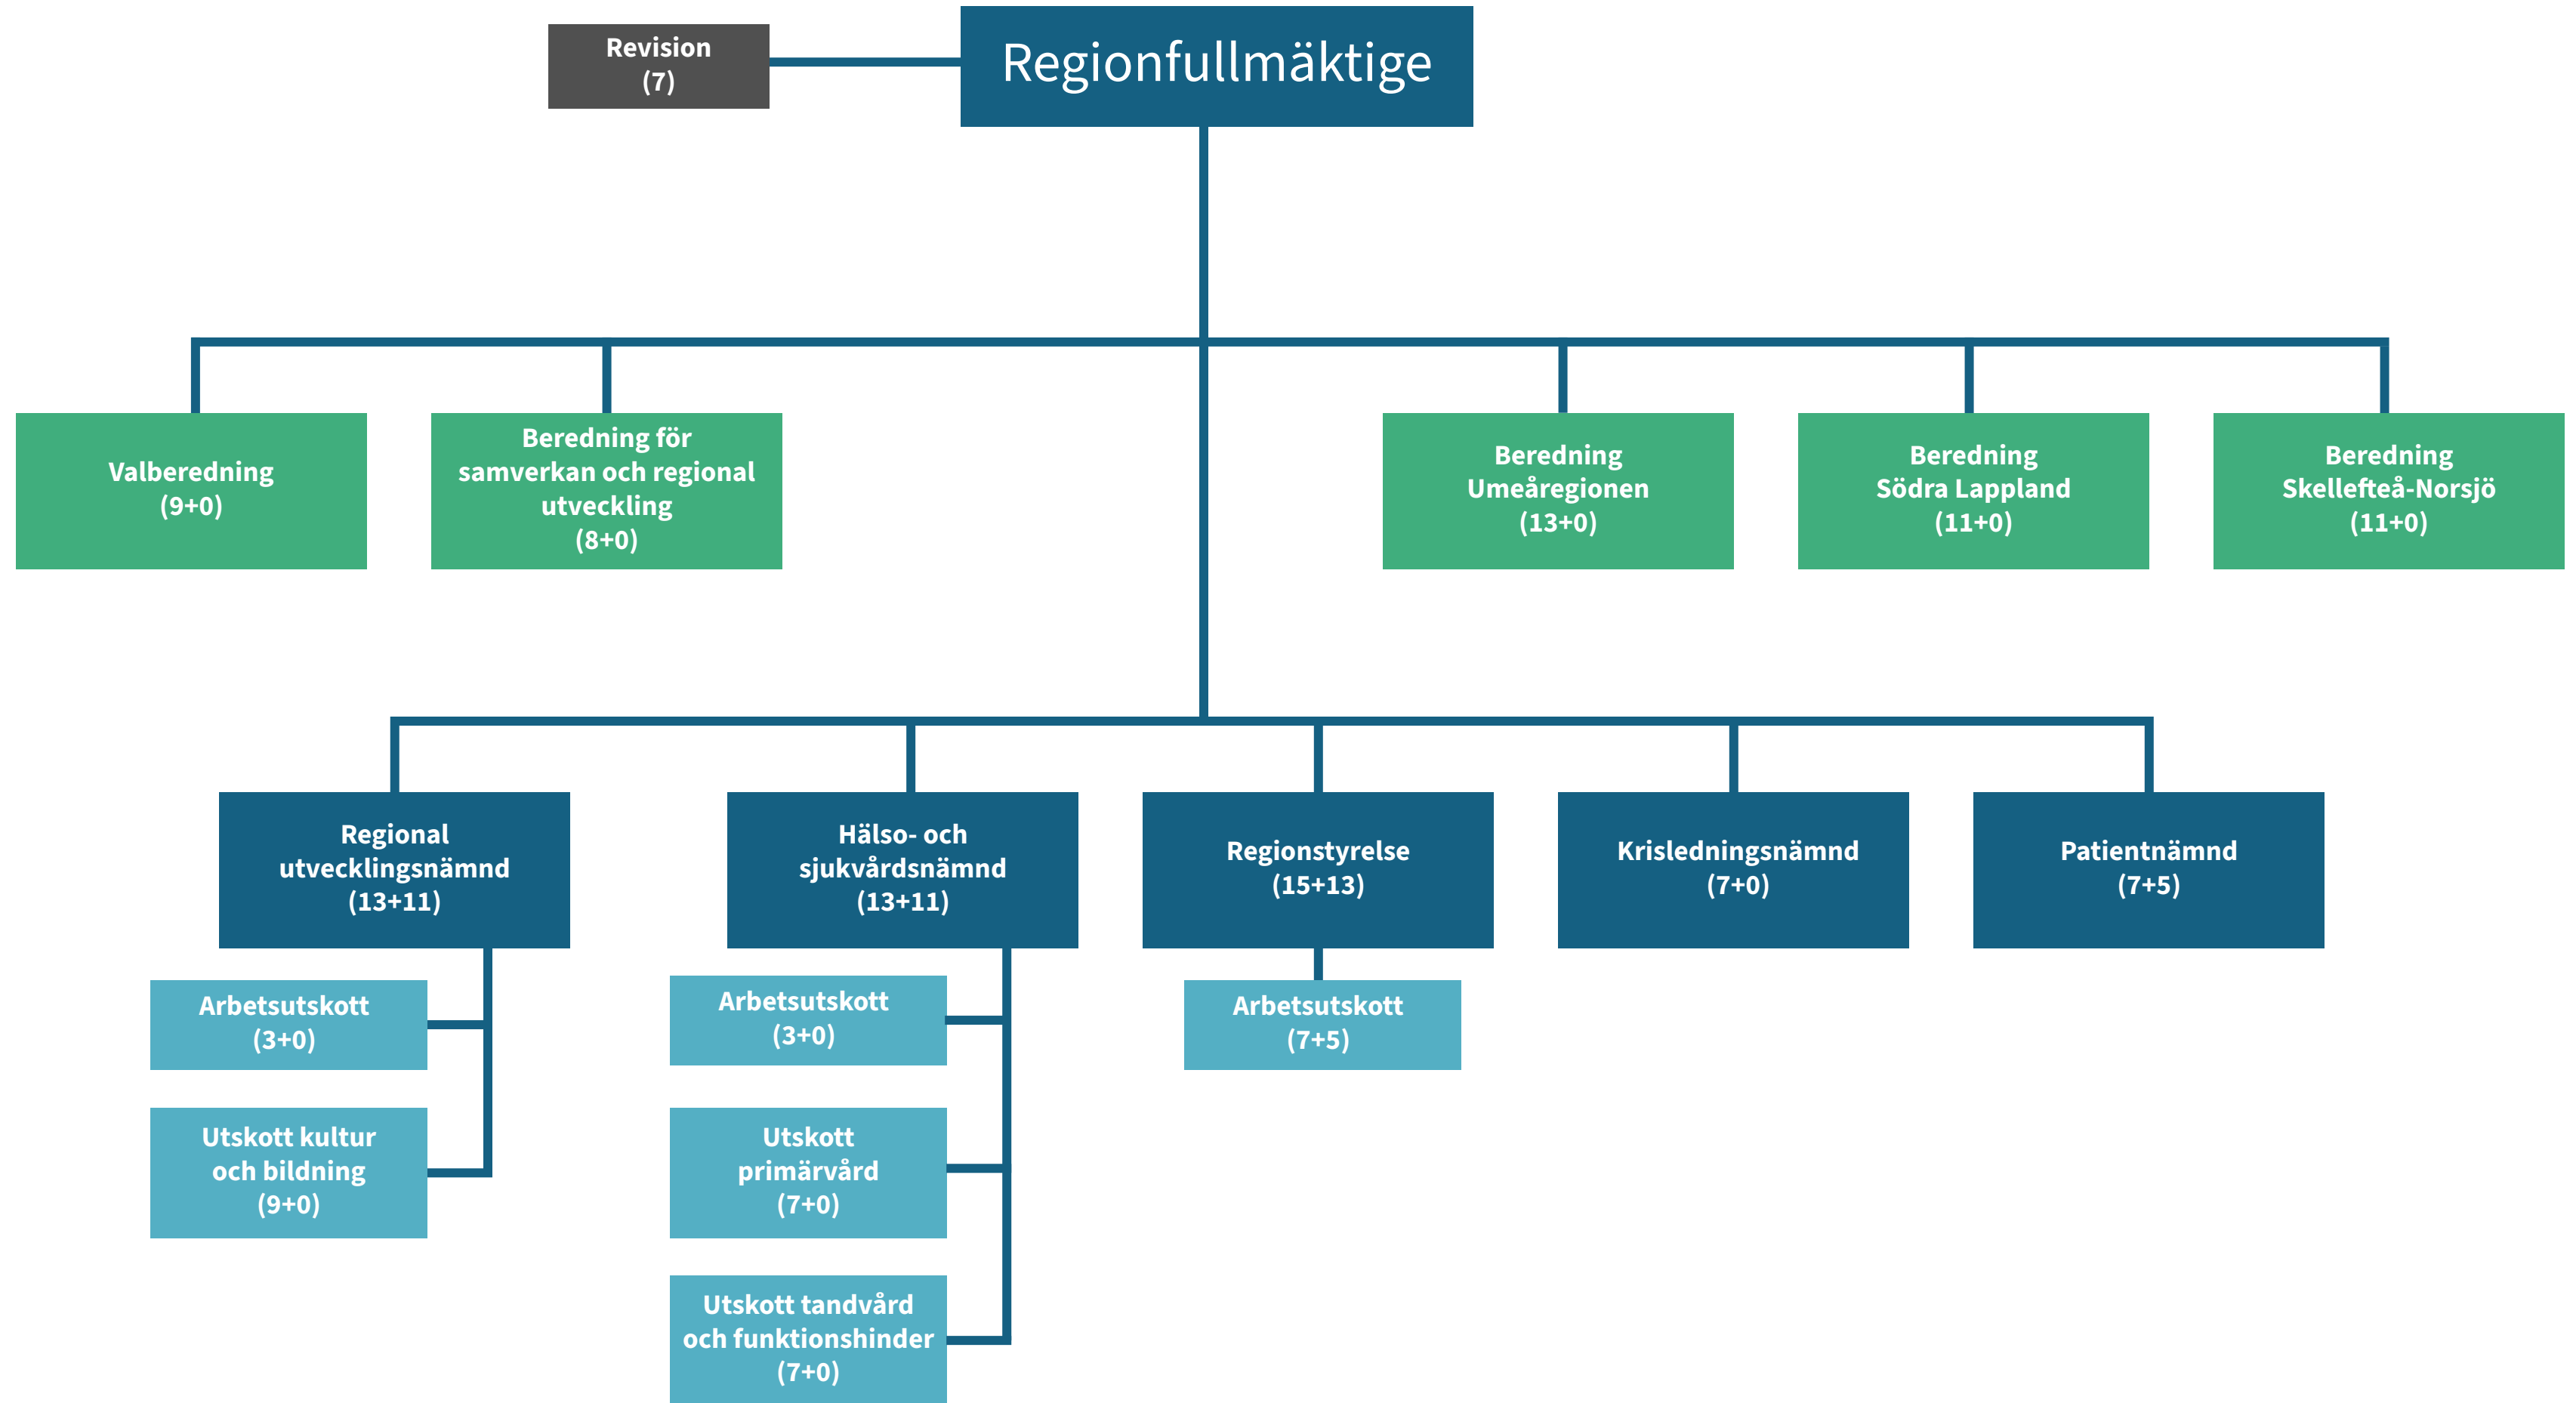 Revision
(7)
Regionfullmäktige
Valberedning
(9+0)
Beredning för
samverkan och regional
utveckling
(8+0)
Beredning
Umeåregionen
(13+0)
Beredning
Södra Lappland
(11+0)
Beredning
Skellefteå-Norsjö
(11+0)
Regional
utvecklingsnämnd
(13+11)
Hälso- och
sjukvårdsnämnd
(13+11)
Regionstyrelse
(15+13)
Krisledningsnämnd
(7+0)
Patientnämnd
(7+5)
Arbetsutskott
(3+0)
Utskott kultur
och bildning
(9+0)
Arbetsutskott
(3+0)
Utskott
primärvård
(7+0)
Utskott tandvård
och funktionshinder
(7+0)
Arbetsutskott
(7+5)